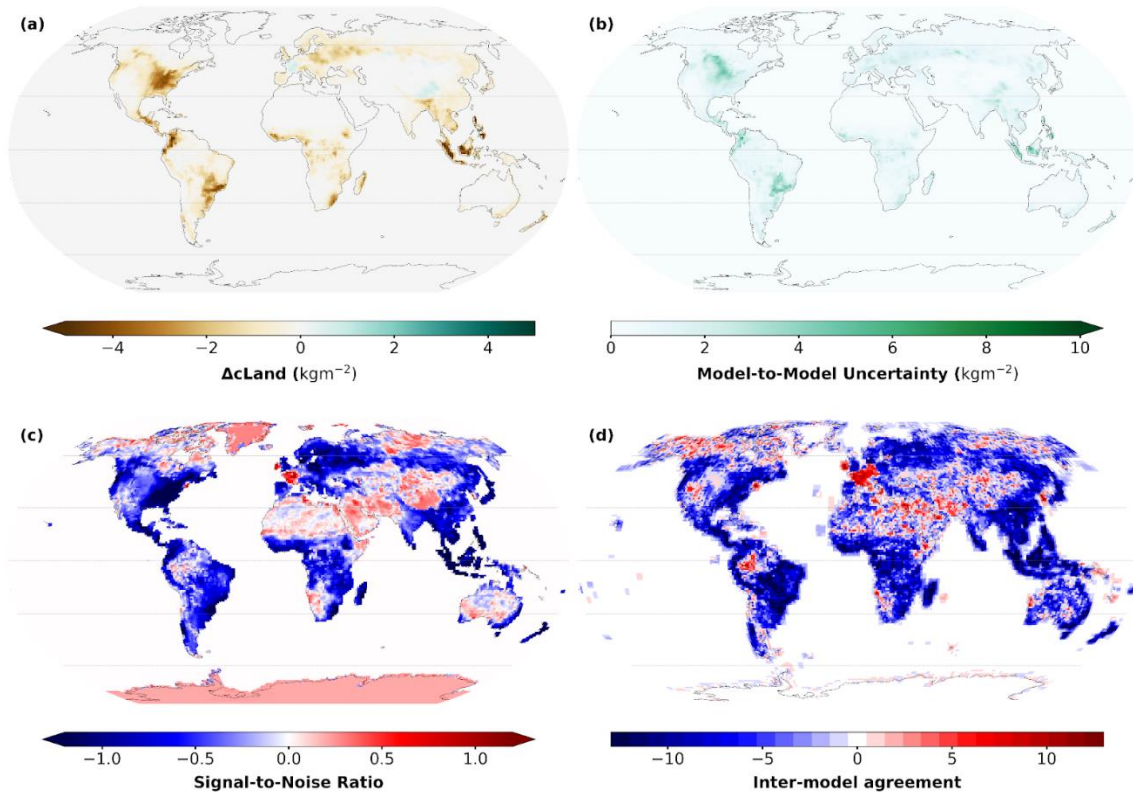 (a)
(b)
−4 −2 0 2 4
ΔcLand (kgm⁻²)
0 2 4 6 8 10
Model-to-Model Uncertainty (kgm⁻²)
(c)
(d)
−1.0 −0.5 0.0 0.5 1.0
Signal-to-Noise Ratio
−10 −5 0 5 10
Inter-model agreement